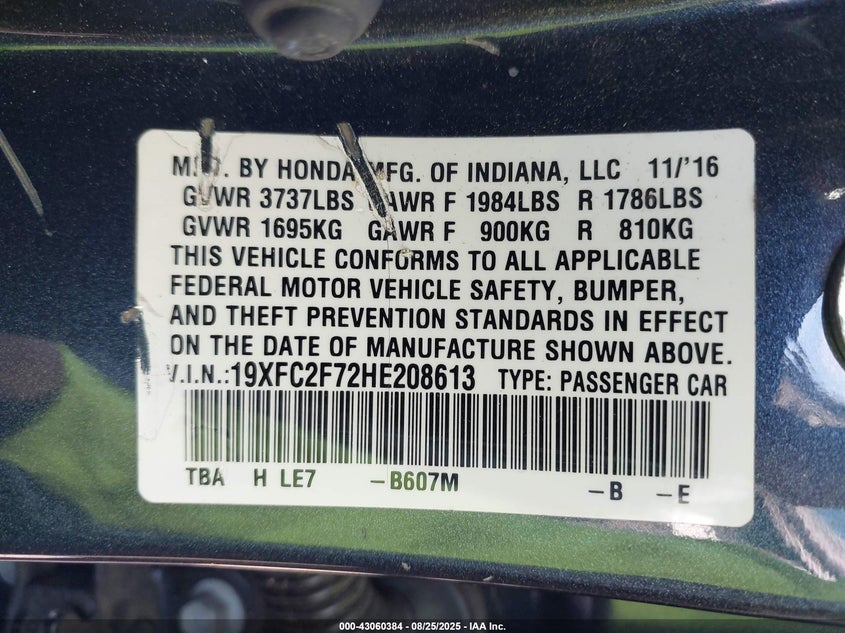 MFD. BY HONDA MFG. OF INDIANA, LLC 11/'16
GVWR 3737LBS GAWR F 1984LBS R 1786LBS
GVWR 1695KG GAWR F 900KG R 810KG
THIS VEHICLE CONFORMS TO ALL APPLICABLE
FEDERAL MOTOR VEHICLE SAFETY, BUMPER,
AND THEFT PREVENTION STANDARDS IN EFFECT
ON THE DATE OF MANUFACTURE SHOWN ABOVE.
V.I.N.:19XFC2F72HE208613 TYPE: PASSENGER CAR
TBA H LE7 –B607M –B –E
000-43060384 - 08/25/2025 - IAA Inc.